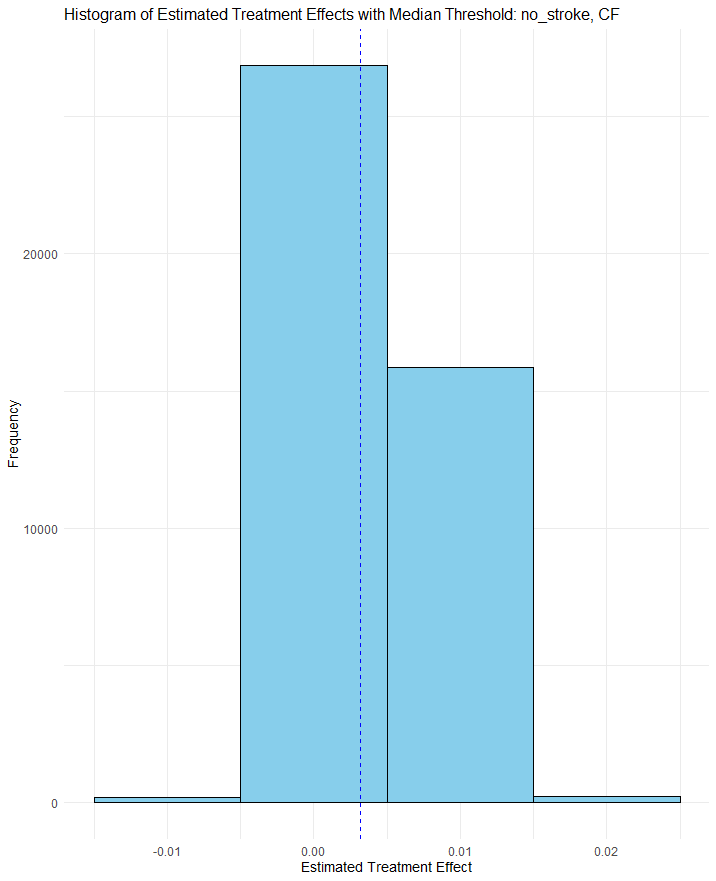 Histogram of Estimated Treatment Effects with Median Threshold: no_stroke, CF
Frequency
20000
10000
0
-0.01
0.00
0.01
0.02
Estimated Treatment Effect